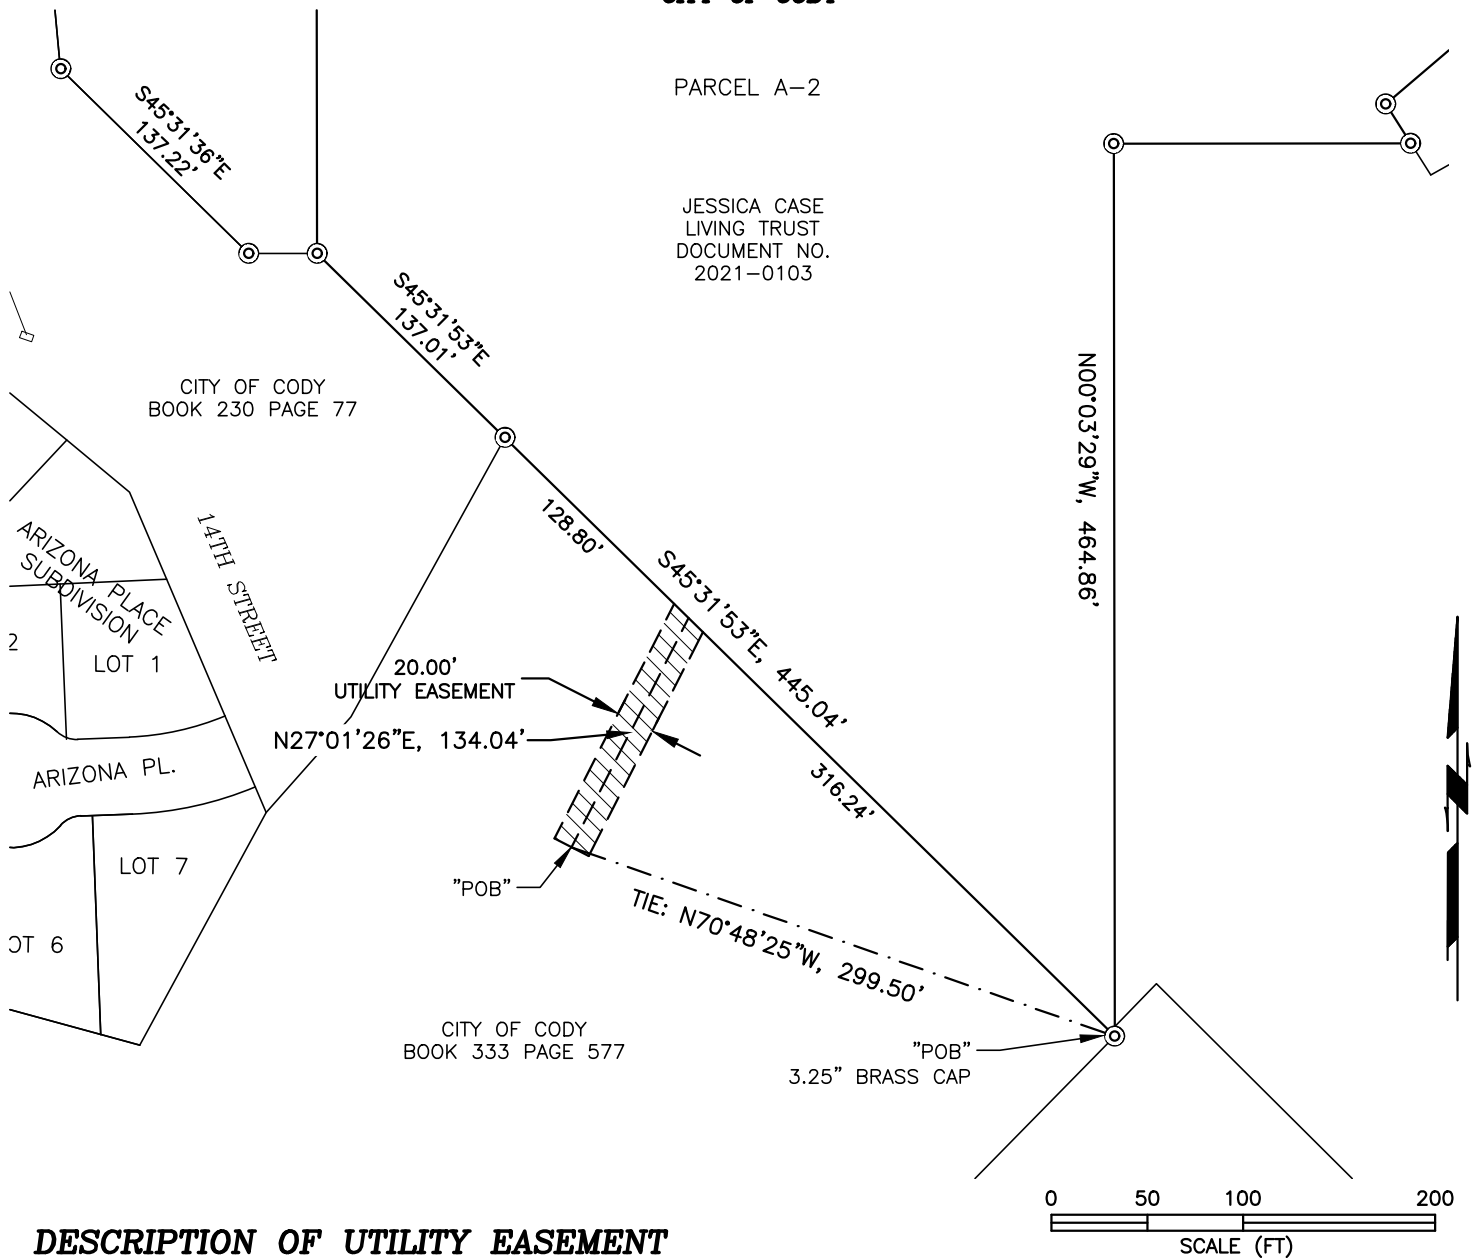 PARCEL A-2
S45°31'36"E
137.22'
JESSICA CASE
LIVING TRUST
DOCUMENT NO.
2021-0103
S45°31'53"E
137.01'
CITY OF CODY
BOOK 230 PAGE 77
N00°03'29"W, 464.86'
128.80'
14TH STREET
ARIZONA PLACE
SUBDIVISION
S45°31'53"E, 445.04'
2
LOT 1
20.00'
UTILITY EASEMENT
N27°01'26"E, 134.04'
ARIZONA PL.
316.24'
LOT 7
"POB"
TIE: N70°48'25"W, 299.50'
OT 6
CITY OF CODY
BOOK 333 PAGE 577
"POB"
3.25" BRASS CAP
N
0 50 100 200
SCALE (FT)
DESCRIPTION OF UTILITY EASEMENT